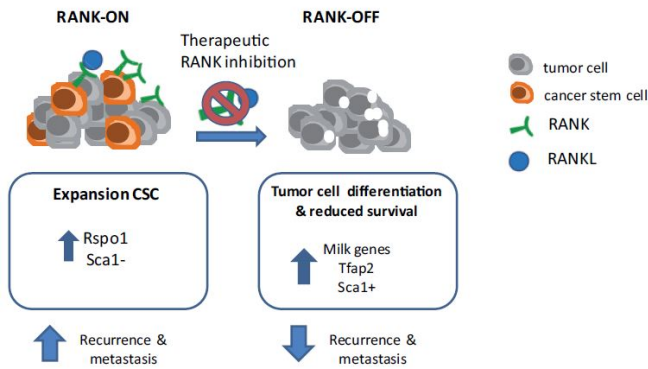 RANK-ON
RANK-OFF
Therapeutic
RANK inhibition
tumor cell
cancer stem cell
RANK
RANKL
Expansion CSC
Rspo1
Sca1-
Tumor cell differentiation
& reduced survival
Milk genes
Tfap2
Sca1+
Recurrence &
metastasis
Recurrence &
metastasis